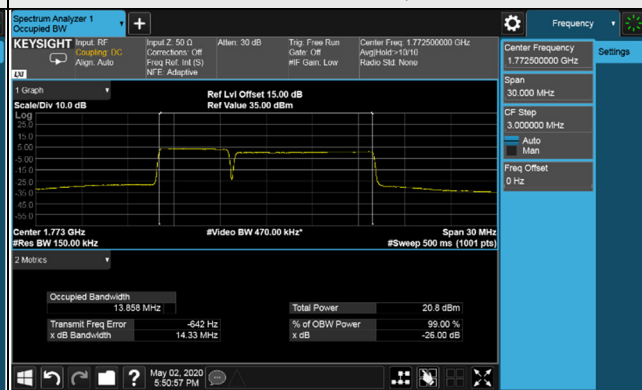 Spectrum Analyzer 1
Occupied BW
Frequency
KEYSIGHT
Input: RF
Coupling: DC
Align: Auto
Input Z: 50 Ω
Corrections: Off
Freq Ref: Int (S)
NFE: Adaptive
Atten: 30 dB
Trig: Free Run
Gate: Off
#IF Gain: Low
Center Freq: 1.772500000 GHz
Avg|Hold:>10/10
Radio Std: None
LXI
Center Frequency
1.772500000 GHz
Settings
Span
30.000 MHz
CF Step
3.000000 MHz
Auto
Man
Freq Offset
0 Hz
1 Graph
Scale/Div 10.0 dB
Ref Lvl Offset 15.00 dB
Ref Value 35.00 dBm
Log
25.0
15.0
5.00
-5.00
-15.0
-25.0
-35.0
-45.0
-55.0
Center 1.773 GHz
#Res BW 150.00 kHz
#Video BW 470.00 kHz*
Span 30 MHz
#Sweep 500 ms (1001 pts)
2 Metrics
Occupied Bandwidth
13.858 MHz
Total Power 20.8 dBm
Transmit Freq Error -642 Hz
% of OBW Power 99.00 %
x dB Bandwidth 14.33 MHz
x dB -26.00 dB
May 02, 2020
5:50:57 PM